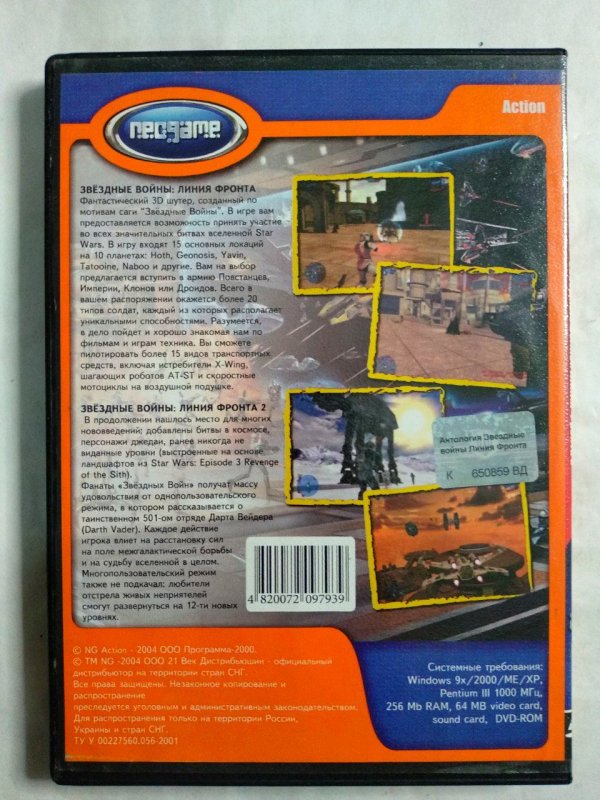 Action
neogame
ЗВЁЗДНЫЕ ВОЙНЫ: ЛИНИЯ ФРОНТА
Фантастический 3D шутер, созданный по
мотивам саги "Звёздные Войны". В игре вам
предоставляется возможность принять участие
во всех значительных битвах вселенной Star
Wars. В игру входят 15 основных локаций
на 10 планетах: Hoth, Geonosis, Yavin,
Tatooine, Naboo и другие. Вам на выбор
предлагается вступить в армию Повстанцев,
Империи, Клонов или Дроидов. Всего в
вашем распоряжении окажется более 20
типов солдат, каждый из которых располагает
уникальными способностями. Разумеется,
в дело пойдет и хорошо знакомая нам по
фильмам и играм техника. Вы сможете
пилотировать более 15 видов транспортных
средств, включая истребители X-Wing,
шагающих роботов AT-ST и скоростные
мотоциклы на воздушной подушке.
ЗВЁЗДНЫЕ ВОЙНЫ: ЛИНИЯ ФРОНТА 2
В продолжении нашлось место для многих
нововведений: добавлены битвы в космосе,
персонажи джедаи, ранее никогда не
виданные уровни (выстроенные на основе
ландшафтов из Star Wars: Episode 3 Revenge
of the Sith).
Фанаты «Звёздных Войн» получат массу
удовольствия от однопользовательского
режима, в котором рассказывается о
таинственном 501-ом отряде Дарта Вейдера
(Darth Vader). Каждое действие
игрока влиет на расстановку сил
на поле межгалактической борьбы
и на судьбу вселенной в целом.
Многопользовательский режим
также не подкачал: любители
отстрела живых неприятелей
смогут развернуться на 12-ти новых
уровнях.
Антология Звёздные
войны Линия Фронта
К 650859 ВД
4 820072 097939
© NG Action - 2004 ООО Программа-2000.
© TM NG -2004 ООО 21 Век Дистрибьюшин - официальный
дистрибьютор на территории стран СНГ.
Все права защищены. Незаконное копирование и
распространение
преследуется уголовным и административным законодательством.
Для распространения только на территории России,
Украины и стран СНГ.
ТУ У 00227560.056-2001
Системные требования:
Windows 9x/2000/ME/XP,
Pentium III 1000 МГц,
256 Mb RAM, 64 MB video card,
sound card, DVD-ROM